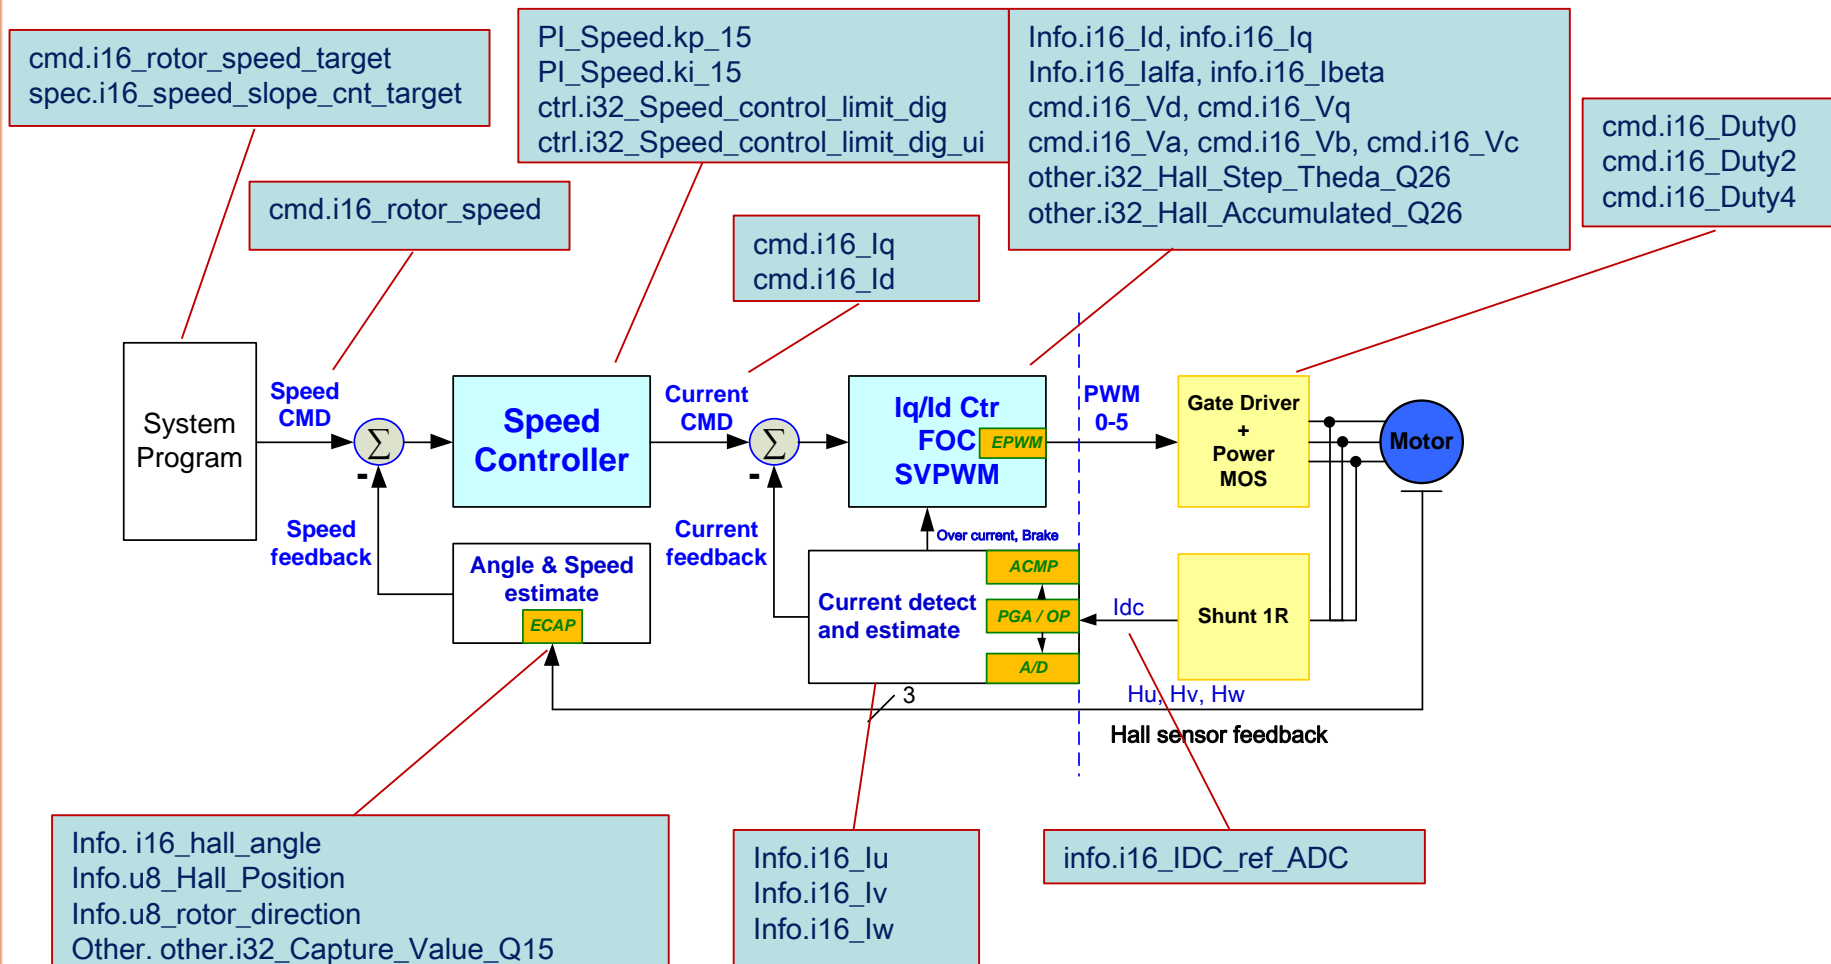 cmd.i16_rotor_speed_target
spec.i16_speed_slope_cnt_target
PI_Speed.kp_15
PI_Speed.ki_15
ctrl.i32_Speed_control_limit_dig
ctrl.i32_Speed_control_limit_dig_ui
Info.i16_Id, info.i16_Iq
Info.i16_Ialfa, info.i16_Ibeta
cmd.i16_Vd, cmd.i16_Vq
cmd.i16_Va, cmd.i16_Vb, cmd.i16_Vc
other.i32_Hall_Step_Theda_Q26
other.i32_Hall_Accumulated_Q26
cmd.i16_Duty0
cmd.i16_Duty2
cmd.i16_Duty4
cmd.i16_rotor_speed
cmd.i16_Iq
cmd.i16_Id
System
Program
Speed
CMD
Σ
-
Speed
Controller
Current
CMD
Σ
-
Iq/Id Ctr
FOC
SVPWM
EPWM
PWM
0-5
Gate Driver
+
Power
MOS
Motor
Speed
feedback
Angle & Speed
estimate
ECAP
Current
feedback
Over current, Brake
Current detect
and estimate
ACMP
PGA / OP
A/D
Idc
Shunt 1R
3
Hu, Hv, Hw
Hall sensor feedback
Info. i16_hall_angle
Info.u8_Hall_Position
Info.u8_rotor_direction
Other. other.i32_Capture_Value_Q15
Info.i16_Iu
Info.i16_Iv
Info.i16_Iw
info.i16_IDC_ref_ADC